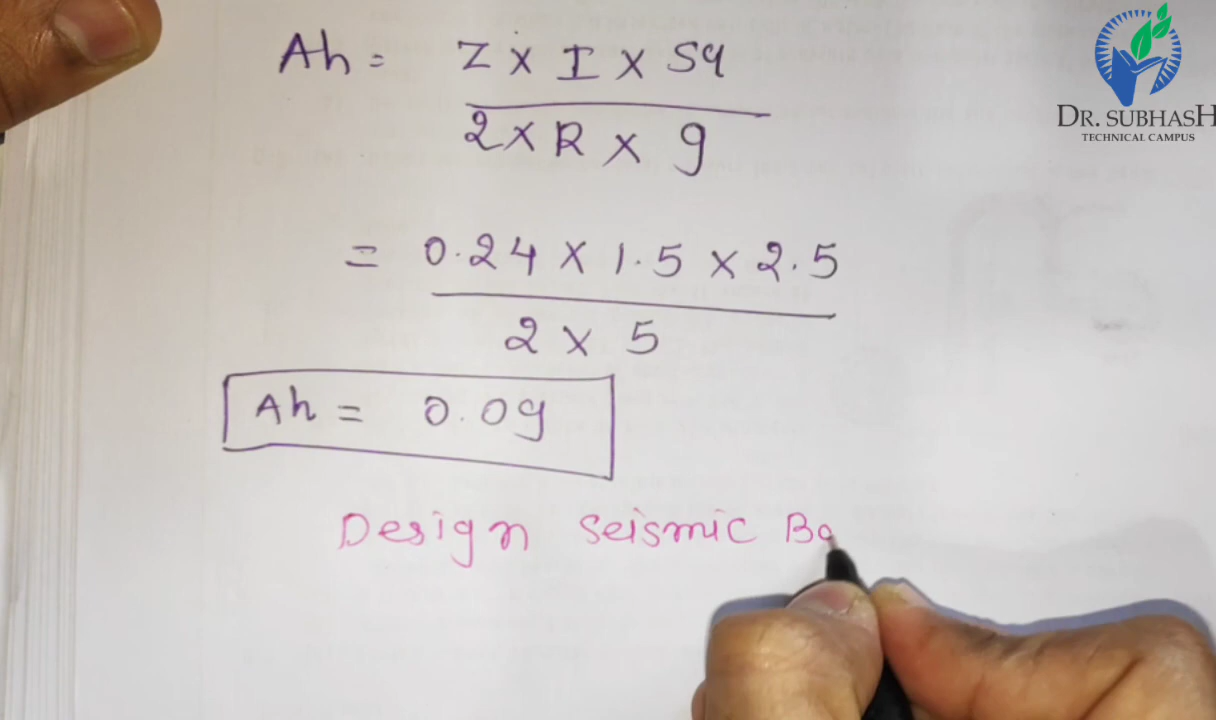 Ah = Z × I × Sa
2 × R × g
= 0.24 × 1.5 × 2.5
2 × 5
Ah = 0.09
Design Seismic Ba
DR. SUBHASH
TECHNICAL CAMPUS